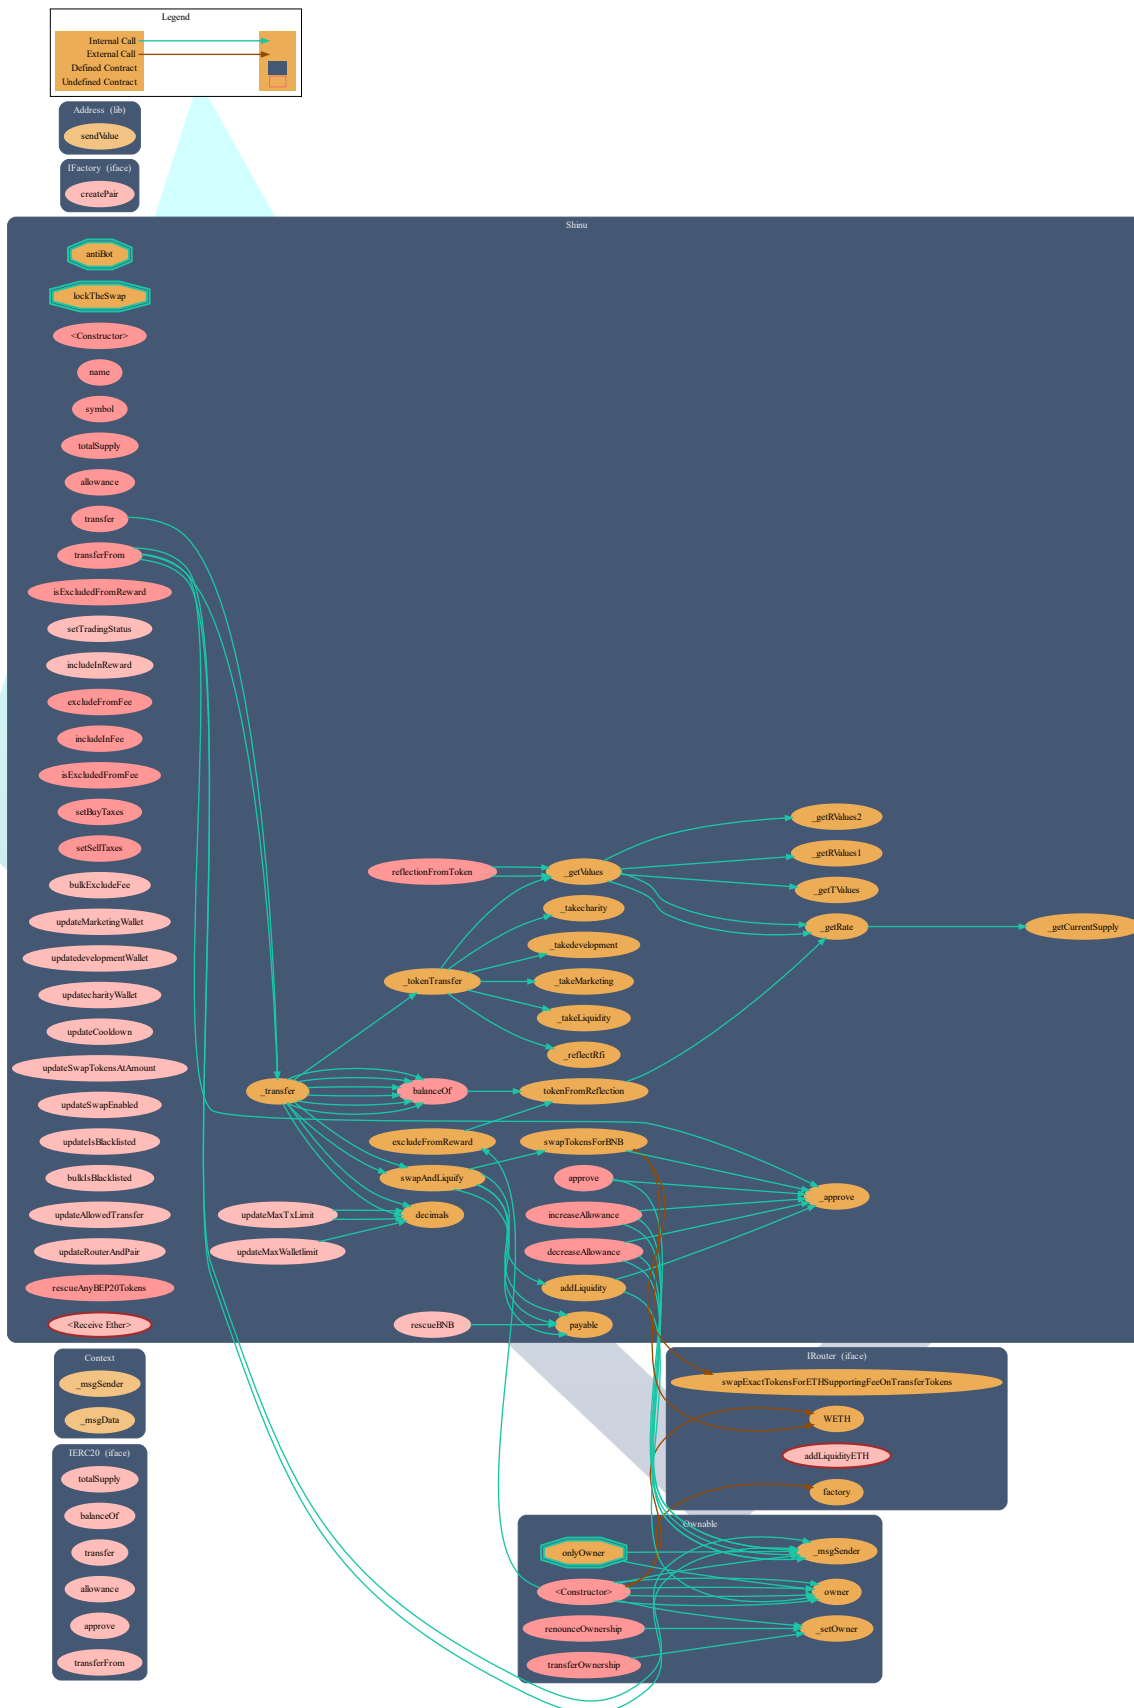 Legend
Internal Call
External Call
Defined Contract
Undefined Contract
Address  (lib)
sendValue
IFactory  (iface)
createPair
Shinu
antiBot
lockTheSwap
<Constructor>
name
symbol
totalSupply
allowance
transfer
transferFrom
isExcludedFromReward
setTradingStatus
includeInReward
excludeFromFee
includeInFee
isExcludedFromFee
setBuyTaxes
setSellTaxes
bulkExcludeFee
updateMarketingWallet
updatedevelopmentWallet
updatecharityWallet
updateCooldown
updateSwapTokensAtAmount
updateSwapEnabled
updateIsBlacklisted
bulkIsBlacklisted
updateAllowedTransfer
updateRouterAndPair
rescueAnyBEP20Tokens
<Receive Ether>
_transfer
updateMaxTxLimit
updateMaxWalletlimit
reflectionFromToken
_tokenTransfer
balanceOf
excludeFromReward
swapAndLiquify
decimals
rescueBNB
_getValues
_takecharity
_takedevelopment
_takeMarketing
_takeLiquidity
_reflectRfi
tokenFromReflection
swapTokensForBNB
approve
increaseAllowance
decreaseAllowance
addLiquidity
payable
_getRValues2
_getRValues1
_getTValues
_getRate
_approve
_getCurrentSupply
Context
_msgSender
_msgData
IERC20  (iface)
totalSupply
balanceOf
transfer
allowance
approve
transferFrom
IRouter  (iface)
swapExactTokensForETHSupportingFeeOnTransferTokens
WETH
addLiquidityETH
factory
Ownable
onlyOwner
<Constructor>
renounceOwnership
transferOwnership
_msgSender
owner
_setOwner